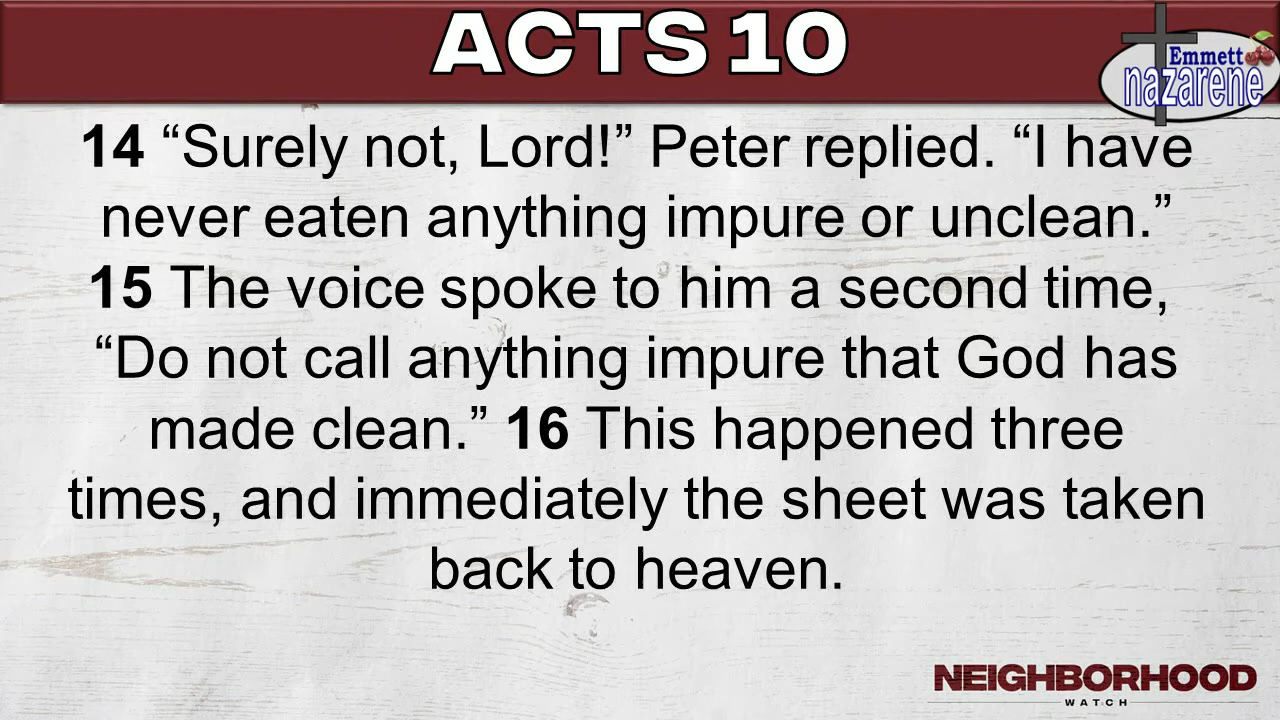 ACTS 10
Emmett
nazarene
14 “Surely not, Lord!” Peter replied. “I have
never eaten anything impure or unclean.”
15 The voice spoke to him a second time,
“Do not call anything impure that God has
made clean.” 16 This happened three
times, and immediately the sheet was taken
back to heaven.
NEIGHBORHOOD
WATCH